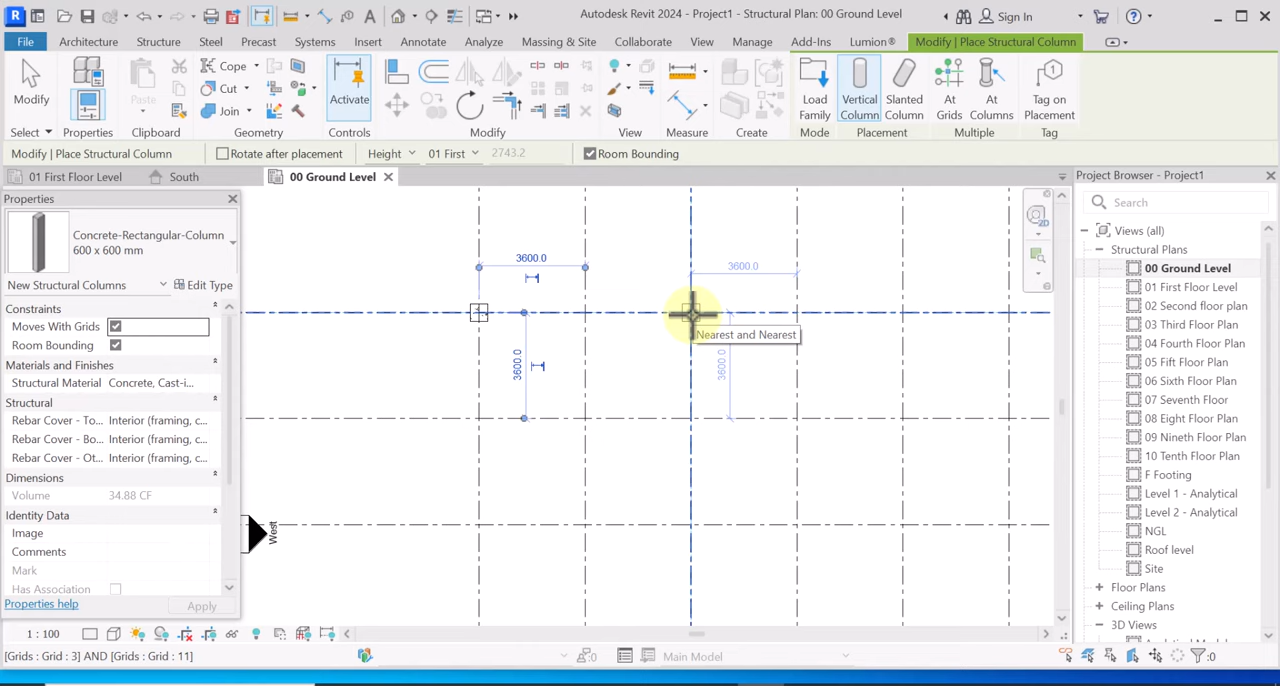 Autodesk Revit 2024 - Project1 - Structural Plan: 00 Ground Level
Sign In
File
Architecture
Structure
Steel
Precast
Systems
Insert
Annotate
Analyze
Massing & Site
Collaborate
View
Manage
Add-Ins
Lumion®
Modify | Place Structural Column
Modify
Select
Properties
Paste
Clipboard
Cope
Cut
Join
Geometry
Activate
Controls
Modify
View
Measure
Create
Load Family
Mode
Vertical Column
Slanted Column
Placement
At Grids
At Columns
Multiple
Tag on Placement
Tag
Modify | Place Structural Column
Rotate after placement
Height
01 First
2743.2
Room Bounding
01 First Floor Level
South
00 Ground Level
Properties
Concrete-Rectangular-Column
600 x 600 mm
New Structural Columns
Edit Type
Constraints
Moves With Grids
Room Bounding
Materials and Finishes
Structural Material Concrete, Cast-i...
Structural
Rebar Cover - To... Interior (framing, c...
Rebar Cover - Bo... Interior (framing, c...
Rebar Cover - Ot... Interior (framing, c...
Dimensions
Volume 34.88 CF
Identity Data
Image
Comments
Mark
Has Association
Properties help
Apply
3600.0
3600.0
3600.0
3600.0
Nearest and Nearest
West
2D
Project Browser - Project1
Search
Views (all)
Structural Plans
00 Ground Level
01 First Floor Level
02 Second floor plan
03 Third Floor Plan
04 Fourth Floor Plan
05 Fift Floor Plan
06 Sixth Floor Plan
07 Seventh Floor
08 Eight Floor Plan
09 Nineth Floor Plan
10 Tenth Floor Plan
F Footing
Level 1 - Analytical
Level 2 - Analytical
NGL
Roof level
Site
Floor Plans
Ceiling Plans
3D Views
1 : 100
[Grids : Grid : 3] AND [Grids : Grid : 11]
:0
Main Model
:0